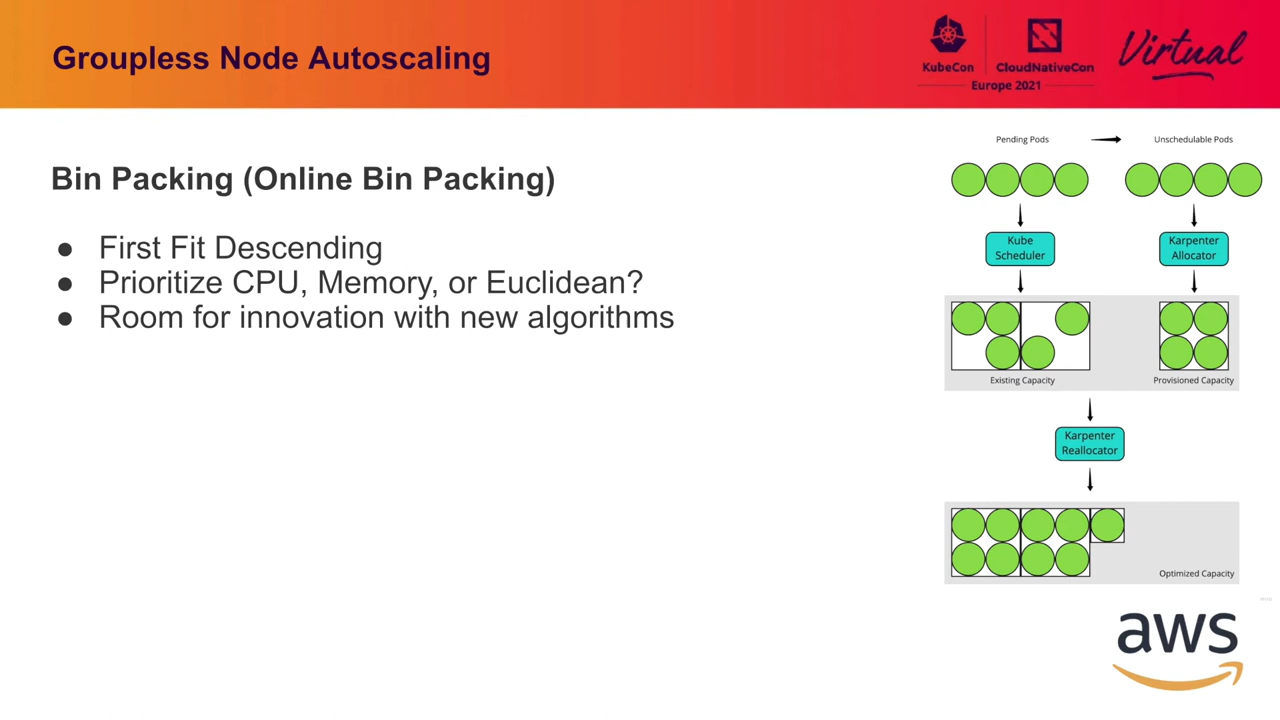 Groupless Node Autoscaling
KubeCon
CloudNativeCon
Europe 2021
Virtual
Bin Packing (Online Bin Packing)
● First Fit Descending
● Prioritize CPU, Memory, or Euclidean?
● Room for innovation with new algorithms
Pending Pods
Unschedulable Pods
Kube
Scheduler
Karpenter
Allocator
Existing Capacity
Provisioned Capacity
Karpenter
Reallocator
Optimized Capacity
aws